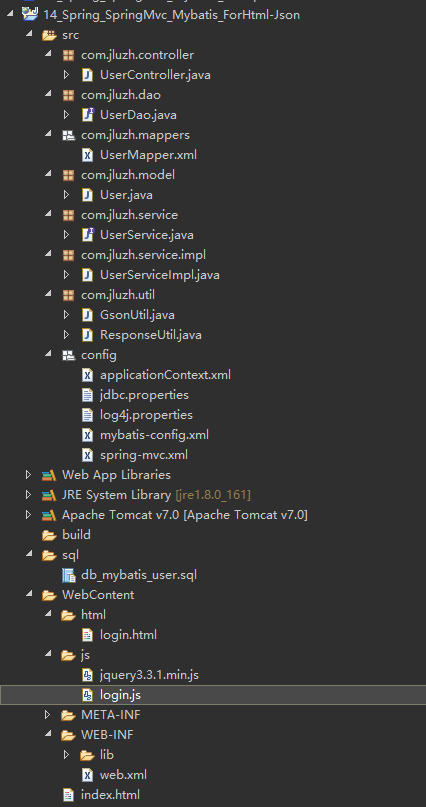 14_Spring_SpringMvc_Mybatis_ForHtml-Json
src
com.jluzh.controller
UserController.java
com.jluzh.dao
UserDao.java
com.jluzh.mappers
UserMapper.xml
com.jluzh.model
User.java
com.jluzh.service
UserService.java
com.jluzh.service.impl
UserServiceImpl.java
com.jluzh.util
GsonUtil.java
ResponseUtil.java
config
applicationContext.xml
jdbc.properties
log4j.properties
mybatis-config.xml
spring-mvc.xml
Web App Libraries
JRE System Library [jre1.8.0_161]
Apache Tomcat v7.0 [Apache Tomcat v7.0]
build
sql
db_mybatis_user.sql
WebContent
html
login.html
js
jquery3.3.1.min.js
login.js
META-INF
WEB-INF
lib
web.xml
index.html